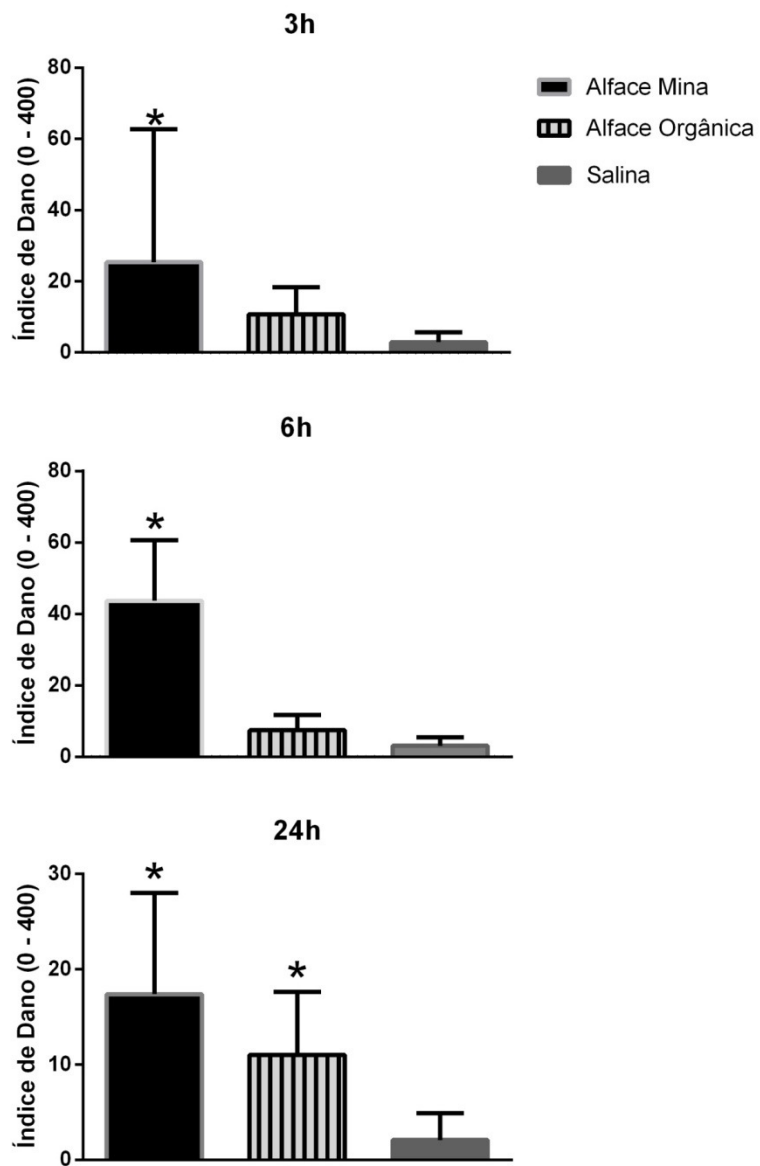 3h
Índice de Dano (0 - 400)
80
60
40
20
0
*
Alface Mina
Alface Orgânica
Salina
6h
Índice de Dano (0 - 400)
80
60
40
20
0
*
24h
Índice de Dano (0 - 400)
30
20
10
0
*
*